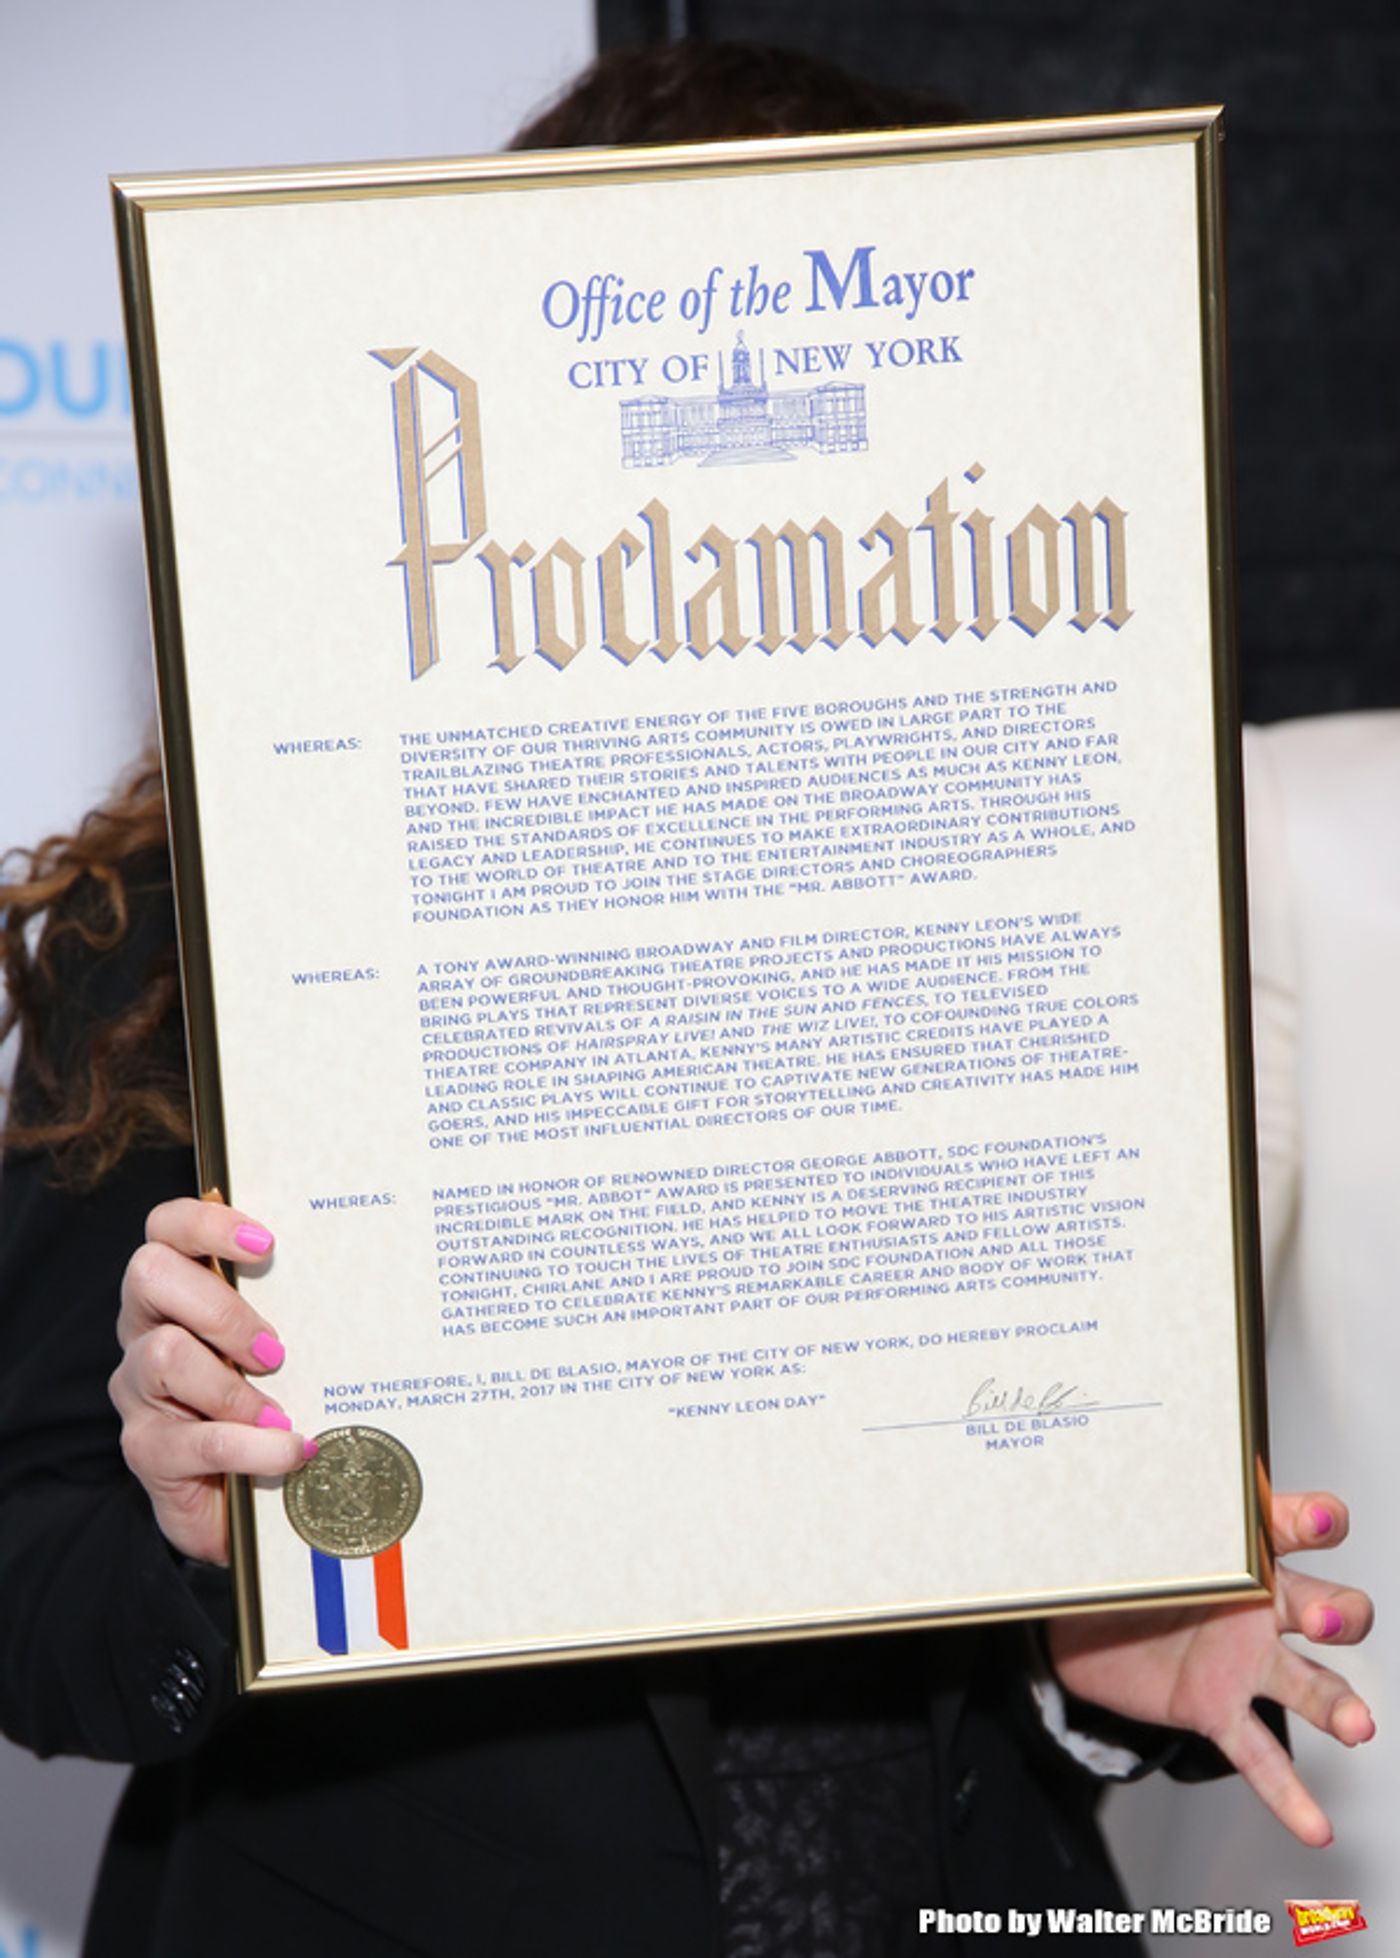 Office of the Mayor
CITY OF NEW YORK
Proclamation
WHEREAS: THE UNMATCHED CREATIVE ENERGY OF THE FIVE BOROUGHS AND THE STRENGTH AND
DIVERSITY OF OUR THRIVING ARTS COMMUNITY IS OWED IN LARGE PART TO THE
TRAILBLAZING THEATRE PROFESSIONALS, ACTORS, PLAYWRIGHTS, AND DIRECTORS
THAT HAVE SHARED THEIR STORIES AND TALENTS WITH PEOPLE IN OUR CITY AND FAR
BEYOND. FEW HAVE ENCHANTED AND INSPIRED AUDIENCES AS MUCH AS KENNY LEON,
AND THE INCREDIBLE IMPACT HE HAS MADE ON THE BROADWAY COMMUNITY HAS
RAISED THE STANDARDS OF EXCELLENCE IN THE PERFORMING ARTS. THROUGH HIS
LEGACY AND LEADERSHIP, HE CONTINUES TO MAKE EXTRAORDINARY CONTRIBUTIONS
TO THE WORLD OF THEATRE AND TO THE ENTERTAINMENT INDUSTRY AS A WHOLE, AND
TONIGHT I AM PROUD TO JOIN THE STAGE DIRECTORS AND CHOREOGRAPHERS
FOUNDATION AS THEY HONOR HIM WITH THE "MR. ABBOTT" AWARD.
WHEREAS: A TONY AWARD-WINNING BROADWAY AND FILM DIRECTOR, KENNY LEON'S WIDE
ARRAY OF GROUNDBREAKING THEATRE PROJECTS AND PRODUCTIONS HAVE ALWAYS
BEEN POWERFUL AND THOUGHT-PROVOKING, AND HE HAS MADE IT HIS MISSION TO
BRING PLAYS THAT REPRESENT DIVERSE VOICES TO A WIDE AUDIENCE. FROM THE
CELEBRATED REVIVALS OF A RAISIN IN THE SUN AND FENCES, TO TELEVISED
PRODUCTIONS OF HAIRSPRAY LIVE! AND THE WIZ LIVE!, TO COFOUNDING TRUE COLORS
THEATRE COMPANY IN ATLANTA, KENNY'S MANY ARTISTIC CREDITS HAVE PLAYED A
LEADING ROLE IN SHAPING AMERICAN THEATRE. HE HAS ENSURED THAT CHERISHED
AND CLASSIC PLAYS WILL CONTINUE TO CAPTIVATE NEW GENERATIONS OF THEATRE-
GOERS, AND HIS IMPECCABLE GIFT FOR STORYTELLING AND CREATIVITY HAS MADE HIM
ONE OF THE MOST INFLUENTIAL DIRECTORS OF OUR TIME.
WHEREAS: NAMED IN HONOR OF RENOWNED DIRECTOR GEORGE ABBOTT, SDC FOUNDATION'S
PRESTIGIOUS "MR. ABBOT" AWARD IS PRESENTED TO INDIVIDUALS WHO HAVE LEFT AN
INCREDIBLE MARK ON THE FIELD, AND KENNY IS A DESERVING RECIPIENT OF THIS
OUTSTANDING RECOGNITION. HE HAS HELPED TO MOVE THE THEATRE INDUSTRY
FORWARD IN COUNTLESS WAYS, AND WE ALL LOOK FORWARD TO HIS ARTISTIC VISION
CONTINUING TO TOUCH THE LIVES OF THEATRE ENTHUSIASTS AND FELLOW ARTISTS.
TONIGHT, CHIRLANE AND I ARE PROUD TO JOIN SDC FOUNDATION AND ALL THOSE
GATHERED TO CELEBRATE KENNY'S REMARKABLE CAREER AND BODY OF WORK THAT
HAS BECOME SUCH AN IMPORTANT PART OF OUR PERFORMING ARTS COMMUNITY.
NOW THEREFORE, I, BILL DE BLASIO, MAYOR OF THE CITY OF NEW YORK, DO HEREBY PROCLAIM
MONDAY, MARCH 27TH, 2017 IN THE CITY OF NEW YORK AS:
"KENNY LEON DAY"
BILL DE BLASIO
MAYOR
OU
CONN
Photo by Walter McBride